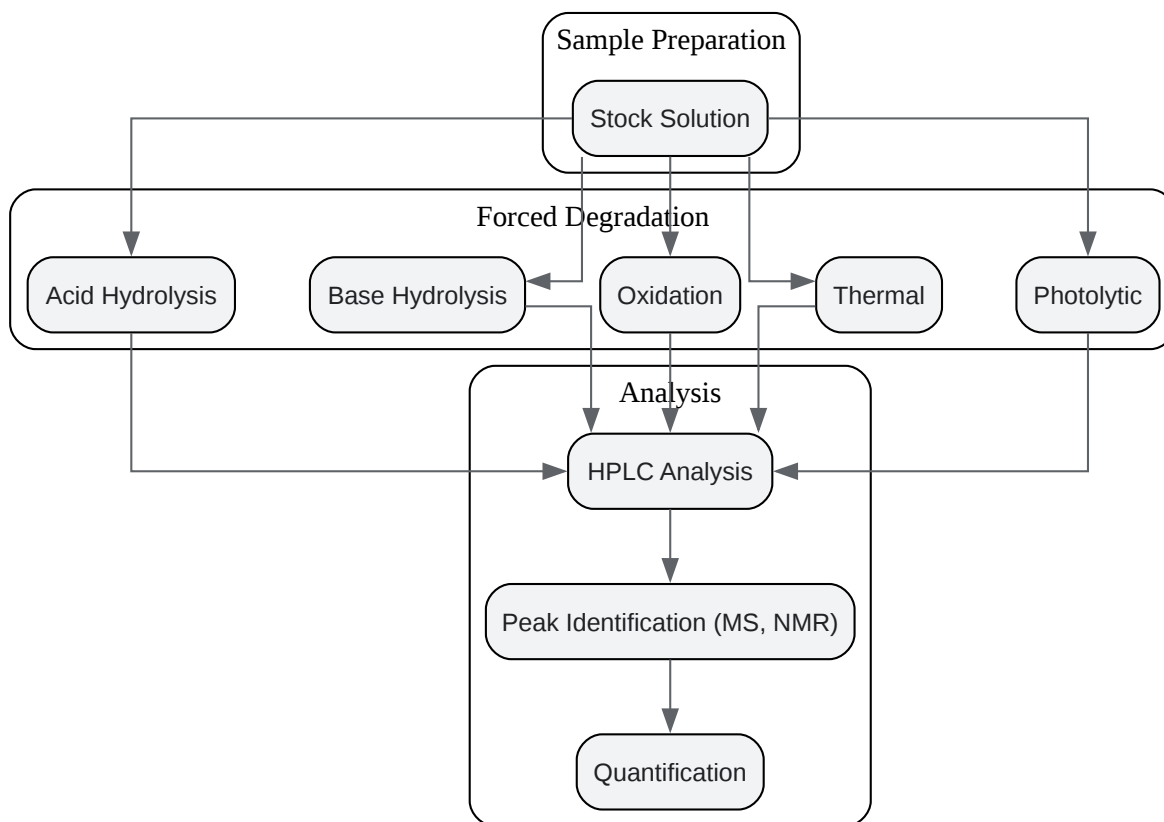 Sample Preparation
Stock Solution
Forced Degradation
Acid Hydrolysis
Base Hydrolysis
Oxidation
Thermal
Photolytic
Analysis
HPLC Analysis
Peak Identification (MS, NMR)
Quantification